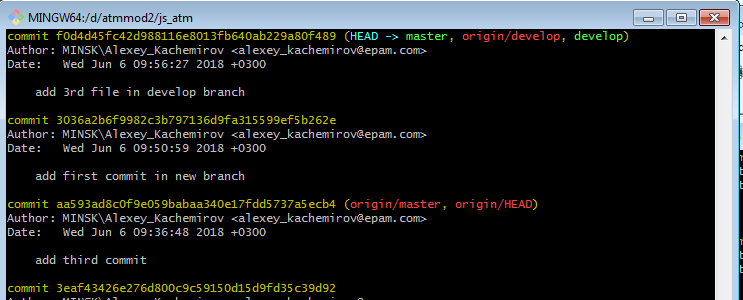 MINGW64:/d/atmmod2/js_atm
commit f0d4d45fc42d988116e8013fb640ab229a80f489 (HEAD -> master, origin/develop, develop)
Author: MINSK\Alexey_Kachemirov <alexey_kachemirov@epam.com>
Date:   Wed Jun 6 09:56:27 2018 +0300
add 3rd file in develop branch
commit 3036a2b6f9982c3b797136d9fa315599ef5b262e
Author: MINSK\Alexey_Kachemirov <alexey_kachemirov@epam.com>
Date:   Wed Jun 6 09:50:59 2018 +0300
add first commit in new branch
commit aa593ad8c0f9e059babaa340e17fdd5737a5ecb4 (origin/master, origin/HEAD)
Author: MINSK\Alexey_Kachemirov <alexey_kachemirov@epam.com>
Date:   Wed Jun 6 09:36:48 2018 +0300
add third commit
commit 3eaf43426e276d800c9c59150d15d9fd35c39d92